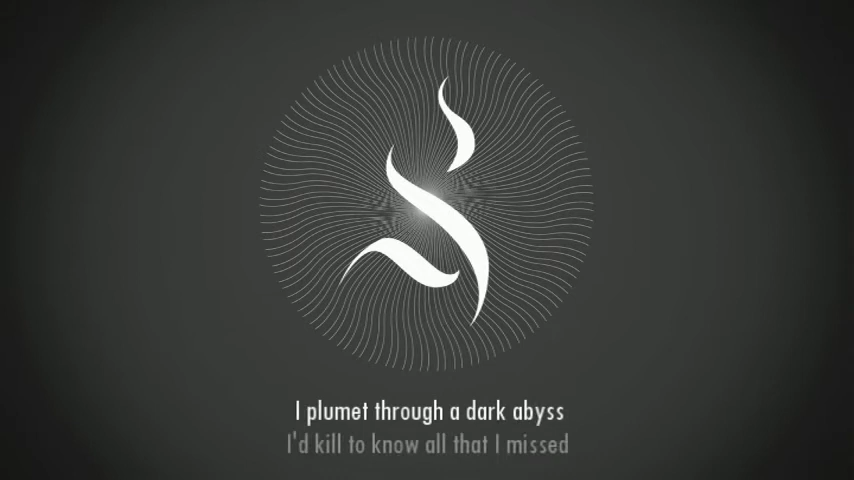 I plumet through a dark abyss
I'd kill to know all that I missed